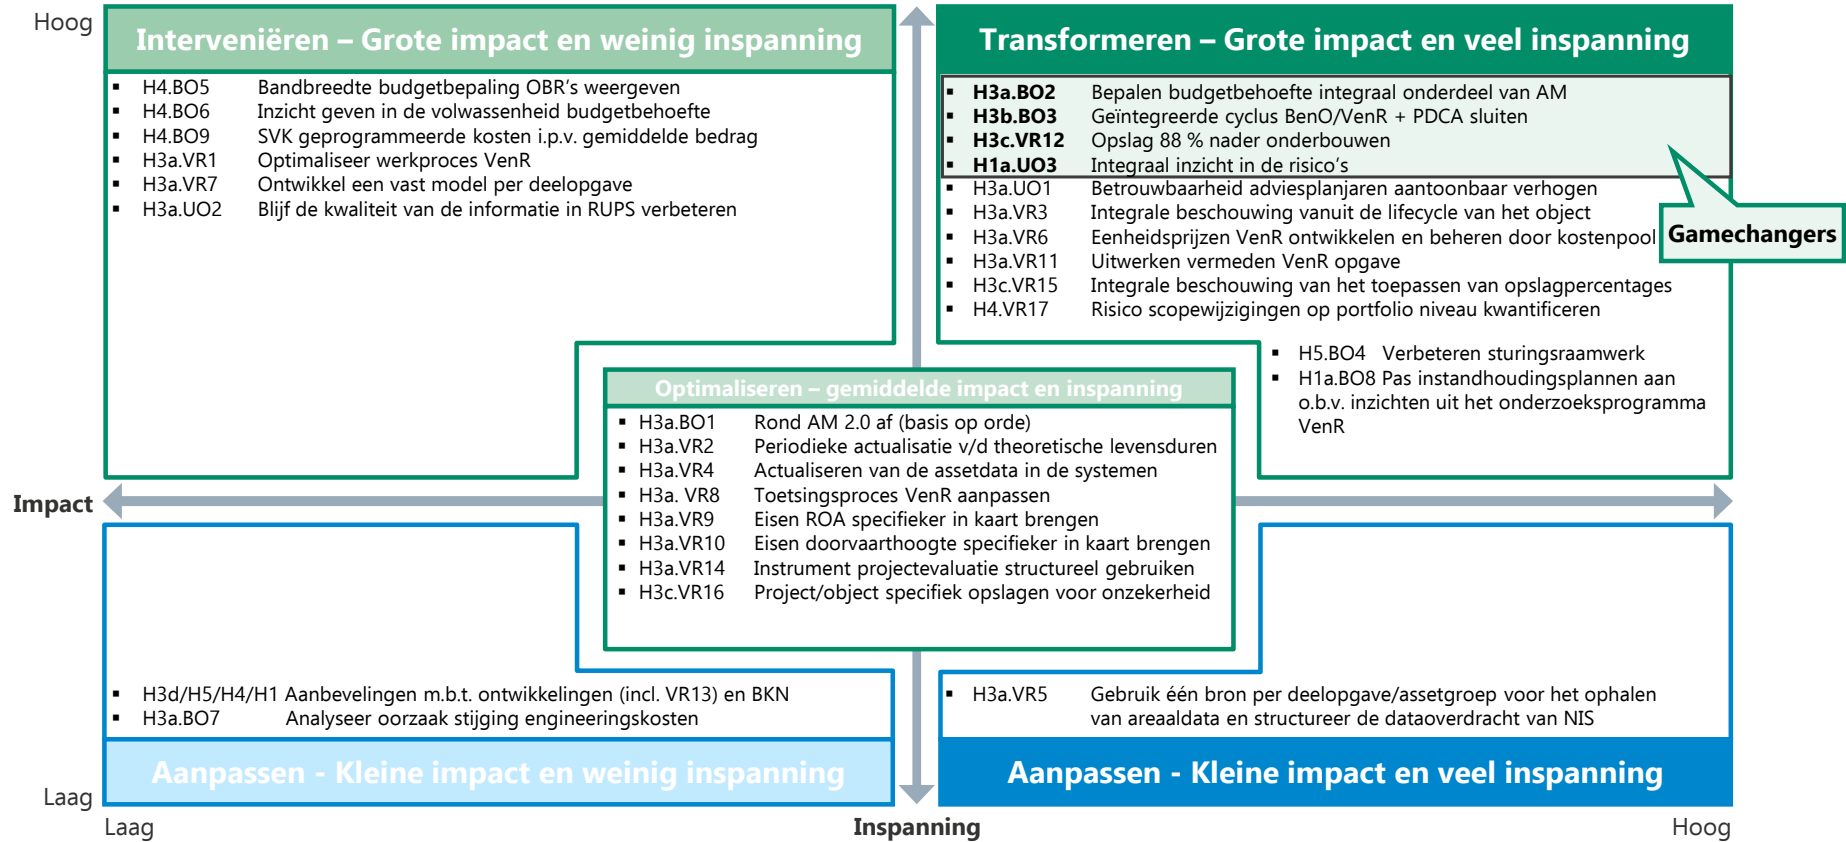 Hoog
Interveniëren – Grote impact en weinig inspanning
▪ H4.BO5 Bandbreedte budgetbepaling OBR's weergeven
▪ H4.BO6 Inzicht geven in de volwassenheid budgetbehoefte
▪ H4.BO9 SVK geprogrammeerde kosten i.p.v. gemiddelde bedrag
▪ H3a.VR1 Optimaliseer werkproces VenR
▪ H3a.VR7 Ontwikkel een vast model per deelopgave
▪ H3a.UO2 Blijf de kwaliteit van de informatie in RUPS verbeteren
Transformeren – Grote impact en veel inspanning
▪ H3a.BO2 Bepalen budgetbehoefte integraal onderdeel van AM
▪ H3b.BO3 Geïntegreerde cyclus BenO/VenR + PDCA sluiten
▪ H3c.VR12 Opslag 88 % nader onderbouwen
▪ H1a.UO3 Integraal inzicht in de risico's
▪ H3a.UO1 Betrouwbaarheid adviesplanjaren aantoonbaar verhogen
▪ H3a.VR3 Integrale beschouwing vanuit de lifecycle van het object
▪ H3a.VR6 Eenheidsprijzen VenR ontwikkelen en beheren door kostenpool
▪ H3a.VR11 Uitwerken vermeden VenR opgave
▪ H3c.VR15 Integrale beschouwing van het toepassen van opslagpercentages
▪ H4.VR17 Risico scopewijzigingen op portfolio niveau kwantificeren
Gamechangers
▪ H5.BO4 Verbeteren sturingsraamwerk
▪ H1a.BO8 Pas instandhoudingsplannen aan
o.b.v. inzichten uit het onderzoeksprogramma
VenR
Optimaliseren – gemiddelde impact en inspanning
▪ H3a.BO1 Rond AM 2.0 af (basis op orde)
▪ H3a.VR2 Periodieke actualisatie v/d theoretische levensduren
▪ H3a.VR4 Actualiseren van de assetdata in de systemen
▪ H3a. VR8 Toetsingsproces VenR aanpassen
▪ H3a.VR9 Eisen ROA specifieker in kaart brengen
▪ H3a.VR10 Eisen doorvaarthoogte specifieker in kaart brengen
▪ H3a.VR14 Instrument projectevaluatie structureel gebruiken
▪ H3c.VR16 Project/object specifiek opslagen voor onzekerheid
Impact
▪ H3d/H5/H4/H1 Aanbevelingen m.b.t. ontwikkelingen (incl. VR13) en BKN
▪ H3a.BO7 Analyseer oorzaak stijging engineeringskosten
Aanpassen - Kleine impact en weinig inspanning
▪ H3a.VR5 Gebruik één bron per deelopgave/assetgroep voor het ophalen
van areaaldata en structureer de dataoverdracht van NIS
Aanpassen - Kleine impact en veel inspanning
Laag
Laag
Inspanning
Hoog